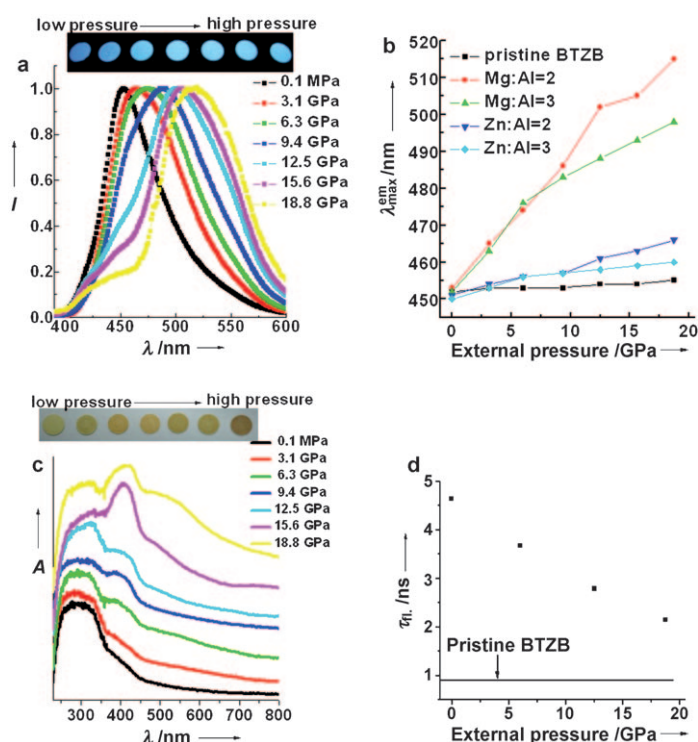 low pressure → high pressure
a
0.1 MPa
3.1 GPa
6.3 GPa
9.4 GPa
12.5 GPa
15.6 GPa
18.8 GPa
1.0
0.8
0.6
0.4
0.2
0.0
I →
400 450 500 550 600
λ /nm →
b
pristine BTZB
Mg:Al=2
Mg:Al=3
Zn:Al=2
Zn:Al=3
520
510
500
490
480
470
460
450
λ em max /nm →
0 5 10 15 20
External pressure /GPa →
low pressure → high pressure
c
0.1 MPa
3.1 GPa
6.3 GPa
9.4 GPa
12.5 GPa
15.6 GPa
18.8 GPa
A →
300 400 500 600 700 800
λ /nm →
d
5
4
3
2
1
τfl. /ns →
Pristine BTZB
0 5 10 15 20
External pressure /GPa →